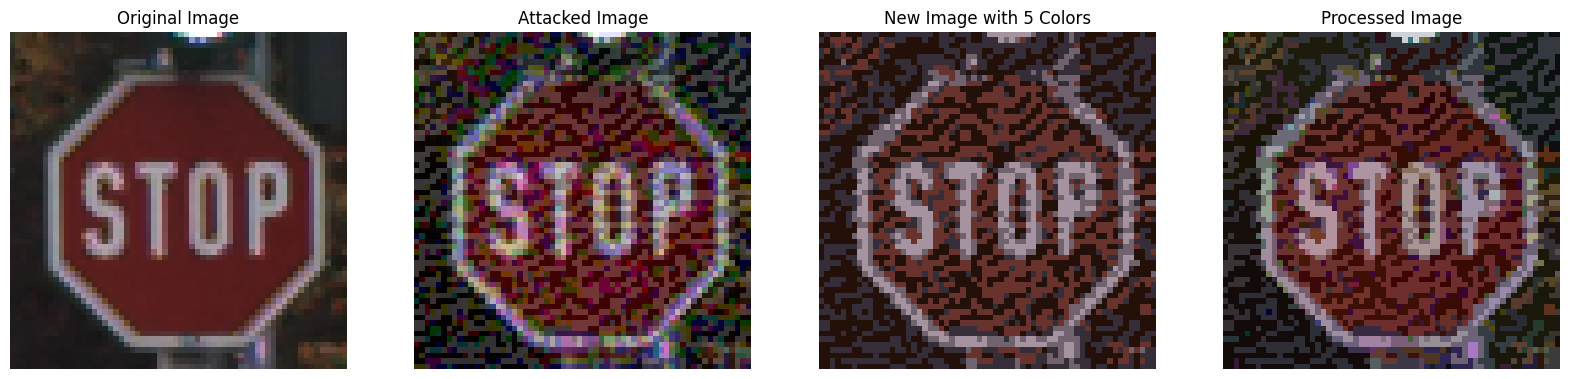 Original Image
Attacked Image
New Image with 5 Colors
Processed Image
STOP
STOP
STOP
STOP